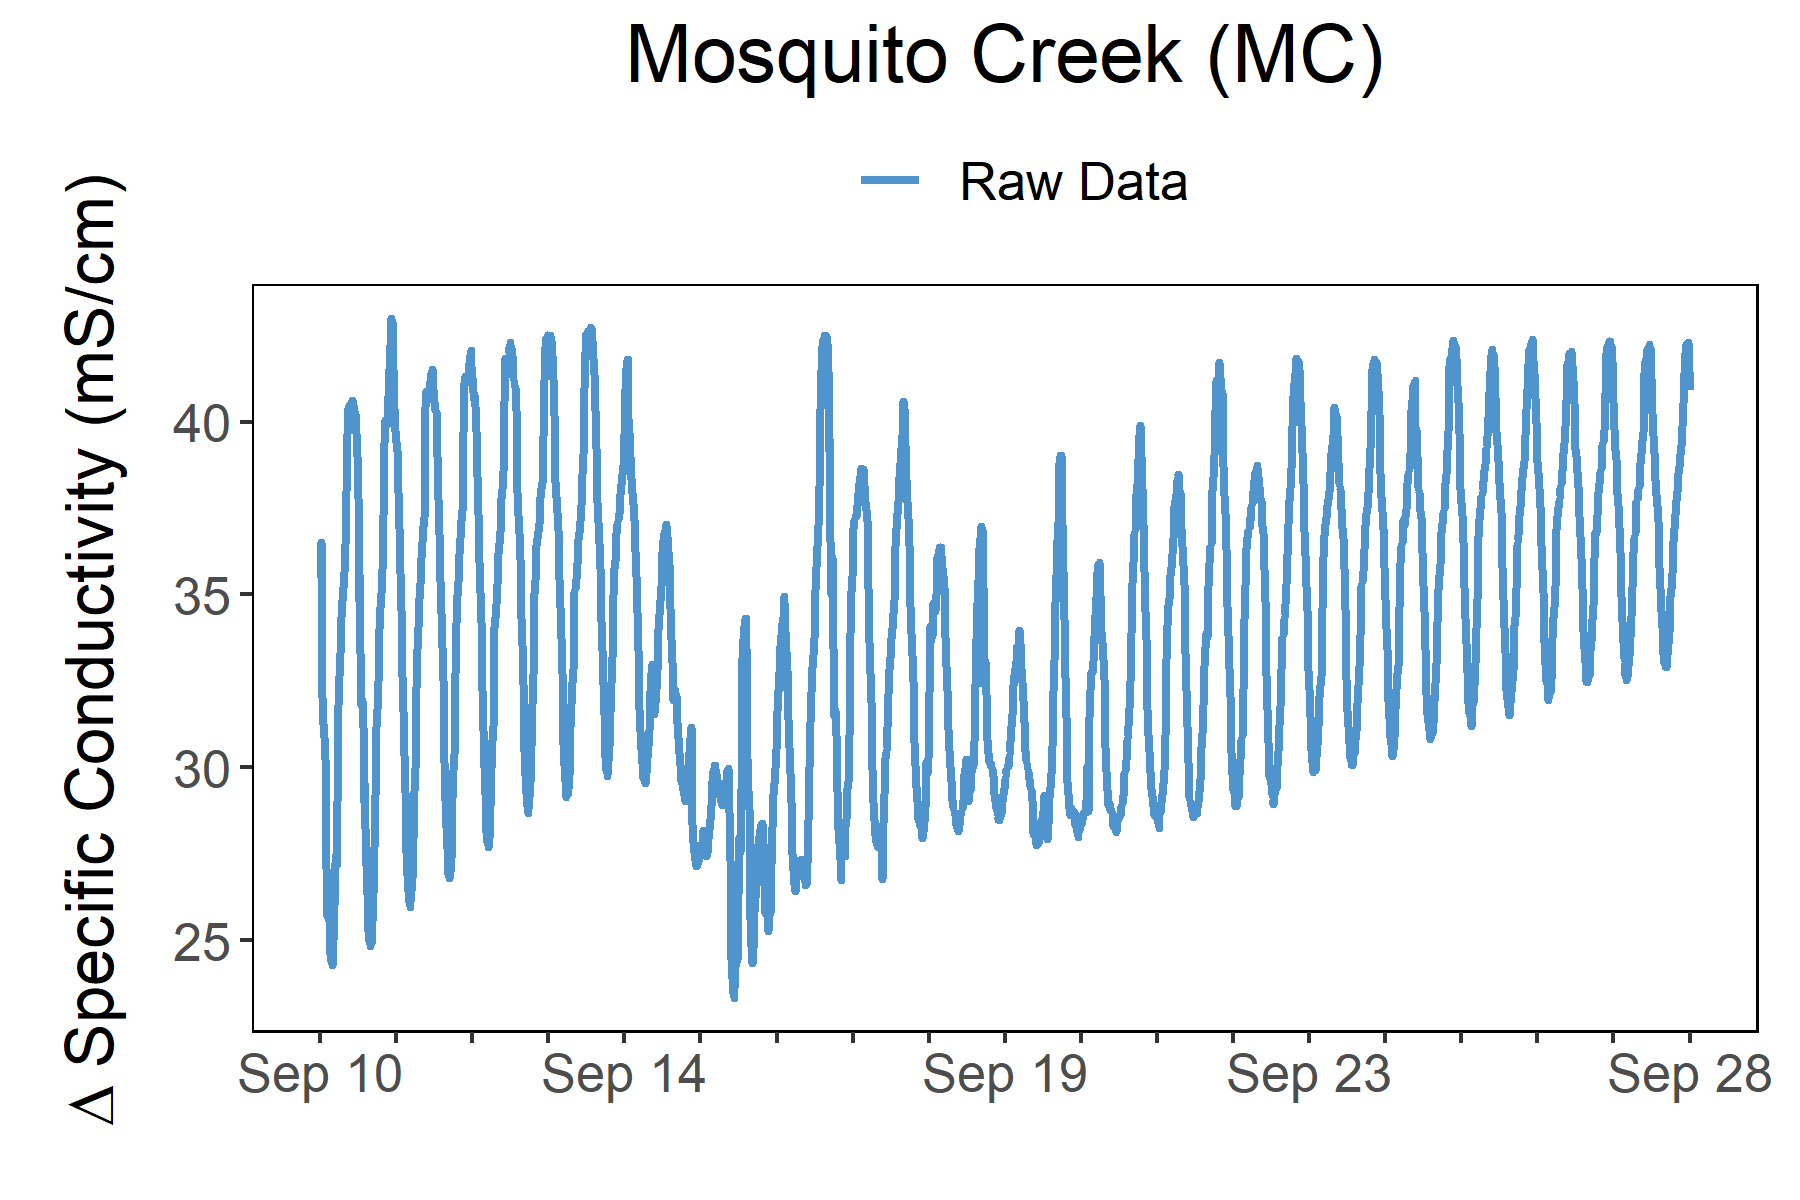 Mosquito Creek (MC)
Raw Data
Δ Specific Conductivity (mS/cm)
40
35
30
25
Sep 10 Sep 14 Sep 19 Sep 23 Sep 28